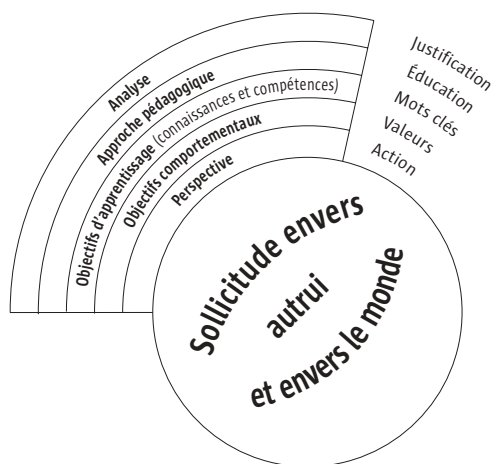 Analyse
Approche pédagogique
Objectifs d'apprentissage (connaissances et compétences)
Objectifs comportementaux
Perspective
Justification
Éducation
Mots clés
Valeurs
Action
Sollicitude envers
autrui
et envers le monde